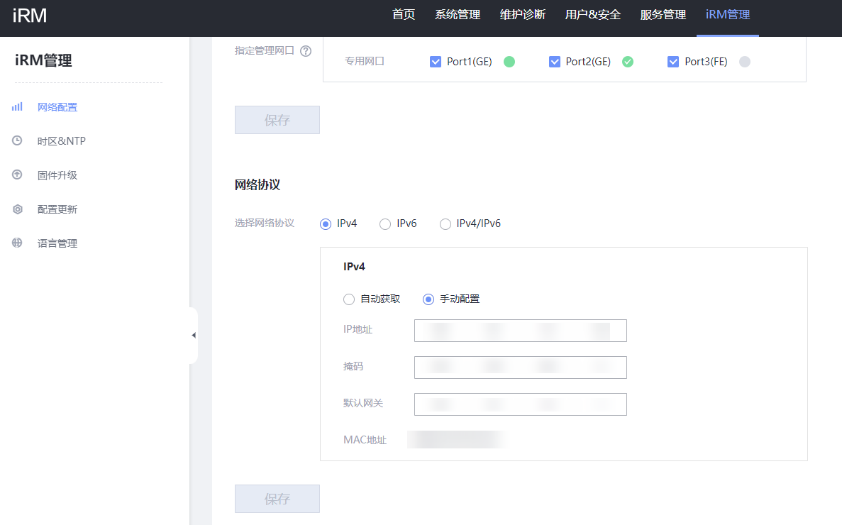 iRM 首页 系统管理 维护诊断 用户&安全 服务管理 iRM管理
iRM管理
网络配置
时区&NTP
固件升级
配置更新
语言管理
指定管理网口 ?
专用网口 Port1(GE) Port2(GE) Port3(FE)
保存
网络协议
选择网络协议 IPv4 IPv6 IPv4/IPv6
IPv4
自动获取 手动配置
IP地址
掩码
默认网关
MAC地址
保存